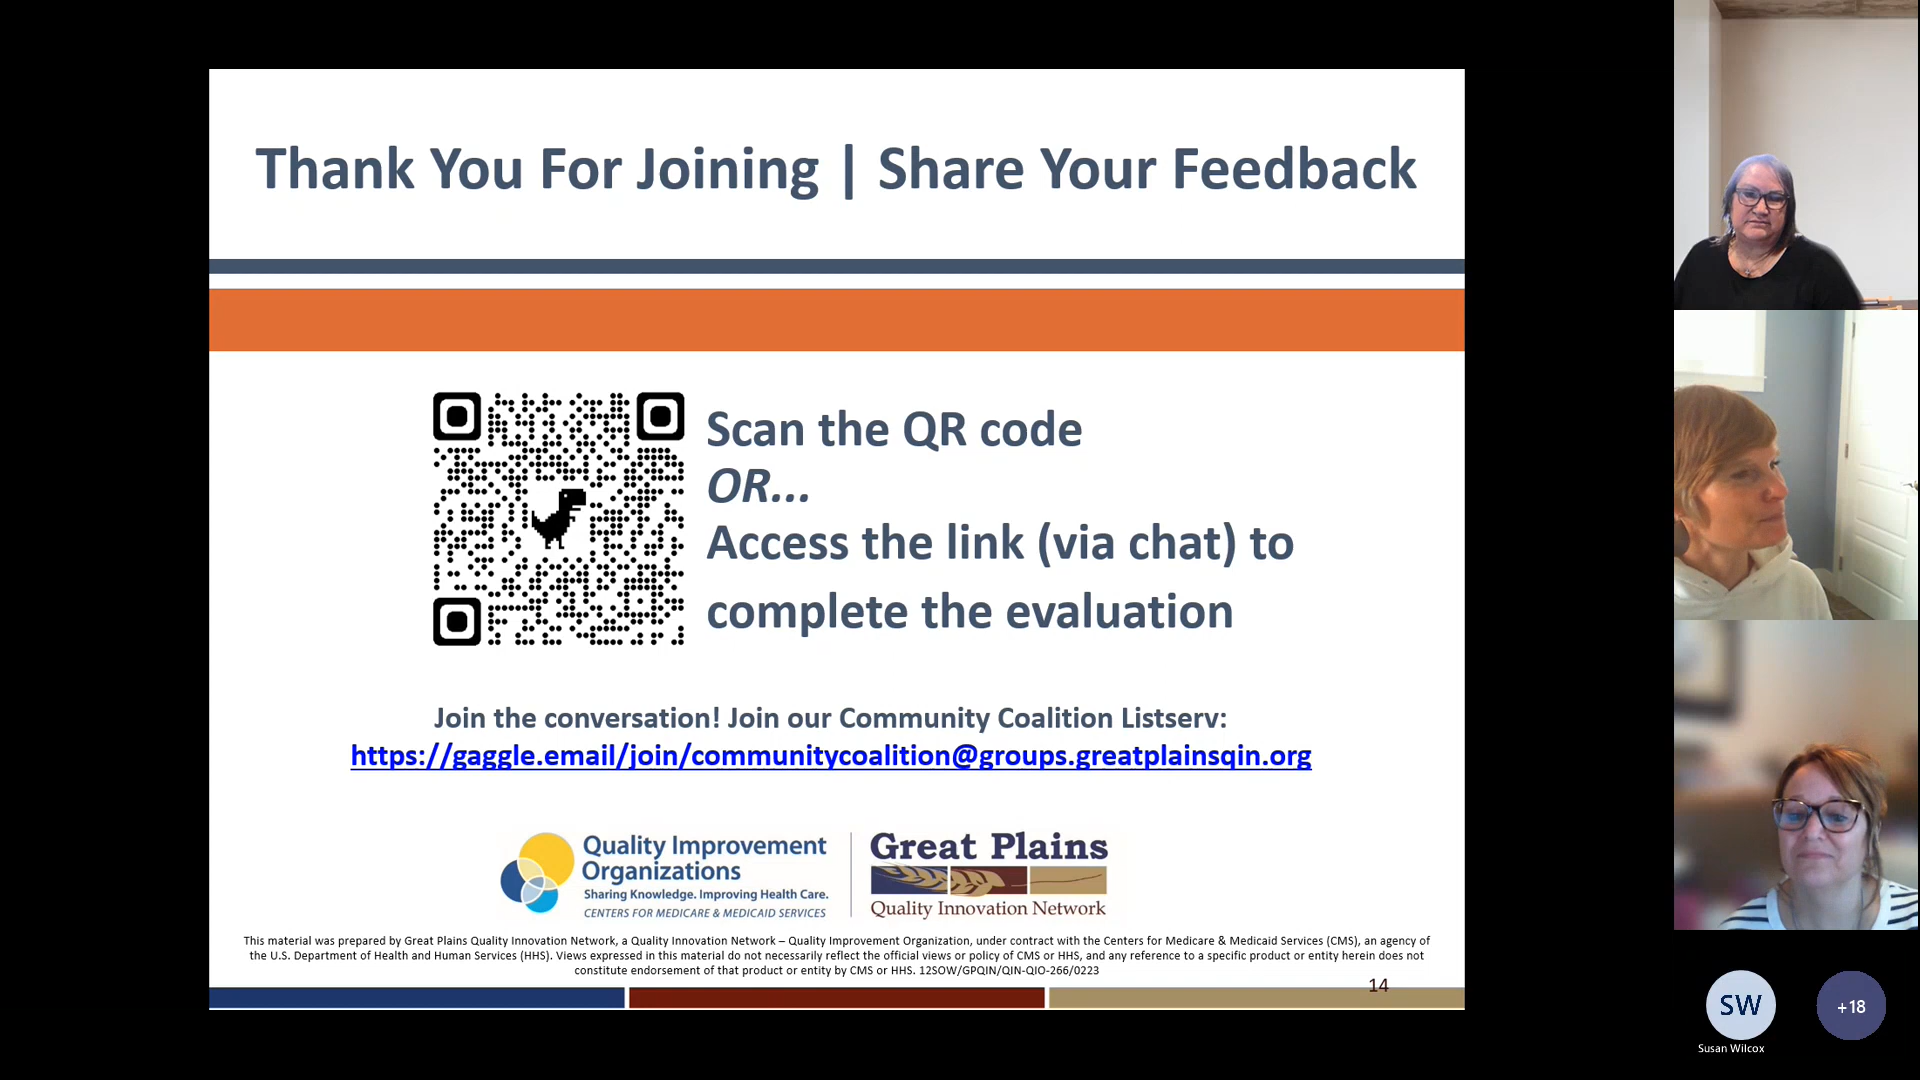 Thank You For Joining | Share Your Feedback
Scan the QR code
OR...
Access the link (via chat) to
complete the evaluation
Join the conversation! Join our Community Coalition Listserv:
https://gaggle.email/join/communitycoalition@groups.greatplainsqin.org
Quality Improvement
Organizations
Sharing Knowledge. Improving Health Care.
CENTERS FOR MEDICARE & MEDICAID SERVICES
Great Plains
Quality Innovation Network
This material was prepared by Great Plains Quality Innovation Network, a Quality Innovation Network – Quality Improvement Organization, under contract with the Centers for Medicare & Medicaid Services (CMS), an agency of
the U.S. Department of Health and Human Services (HHS). Views expressed in this material do not necessarily reflect the official views or policy of CMS or HHS, and any reference to a specific product or entity herein does not
constitute endorsement of that product or entity by CMS or HHS. 12SOW/GPQIN/QIN-QIO-266/0223
14
SW
+18
Susan Wilcox